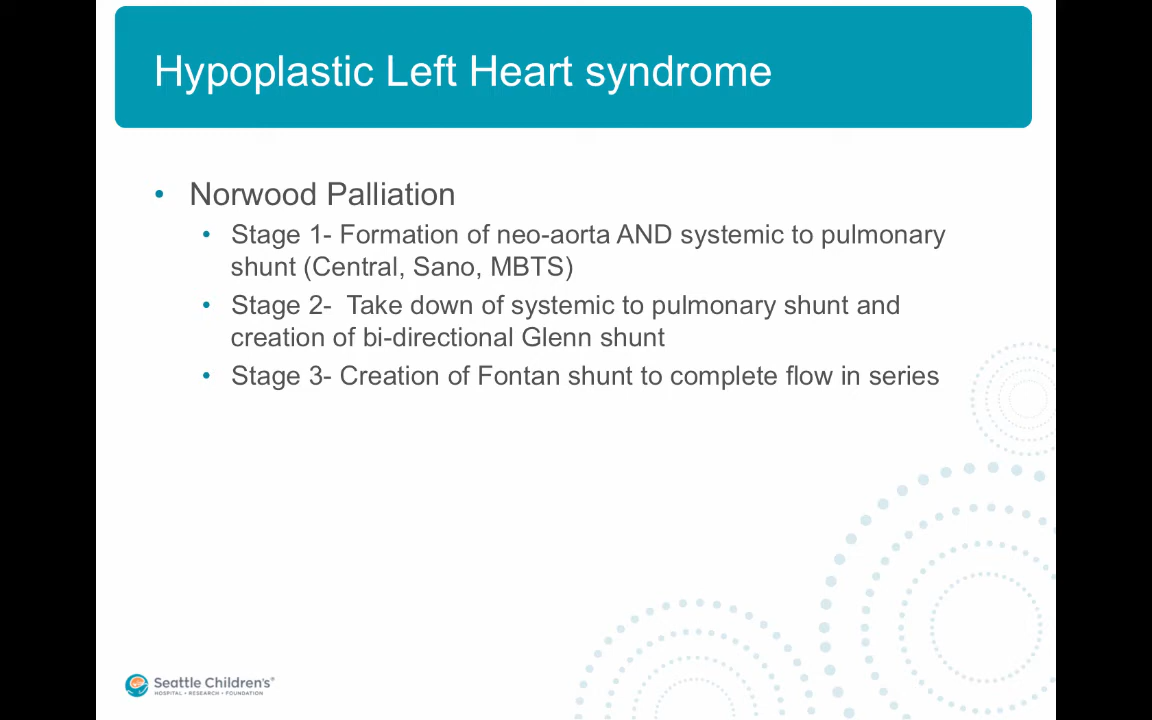 Hypoplastic Left Heart syndrome
• Norwood Palliation
• Stage 1- Formation of neo-aorta AND systemic to pulmonary
shunt (Central, Sano, MBTS)
• Stage 2-  Take down of systemic to pulmonary shunt and
creation of bi-directional Glenn shunt
• Stage 3- Creation of Fontan shunt to complete flow in series
Seattle Children's®
HOSPITAL • RESEARCH • FOUNDATION